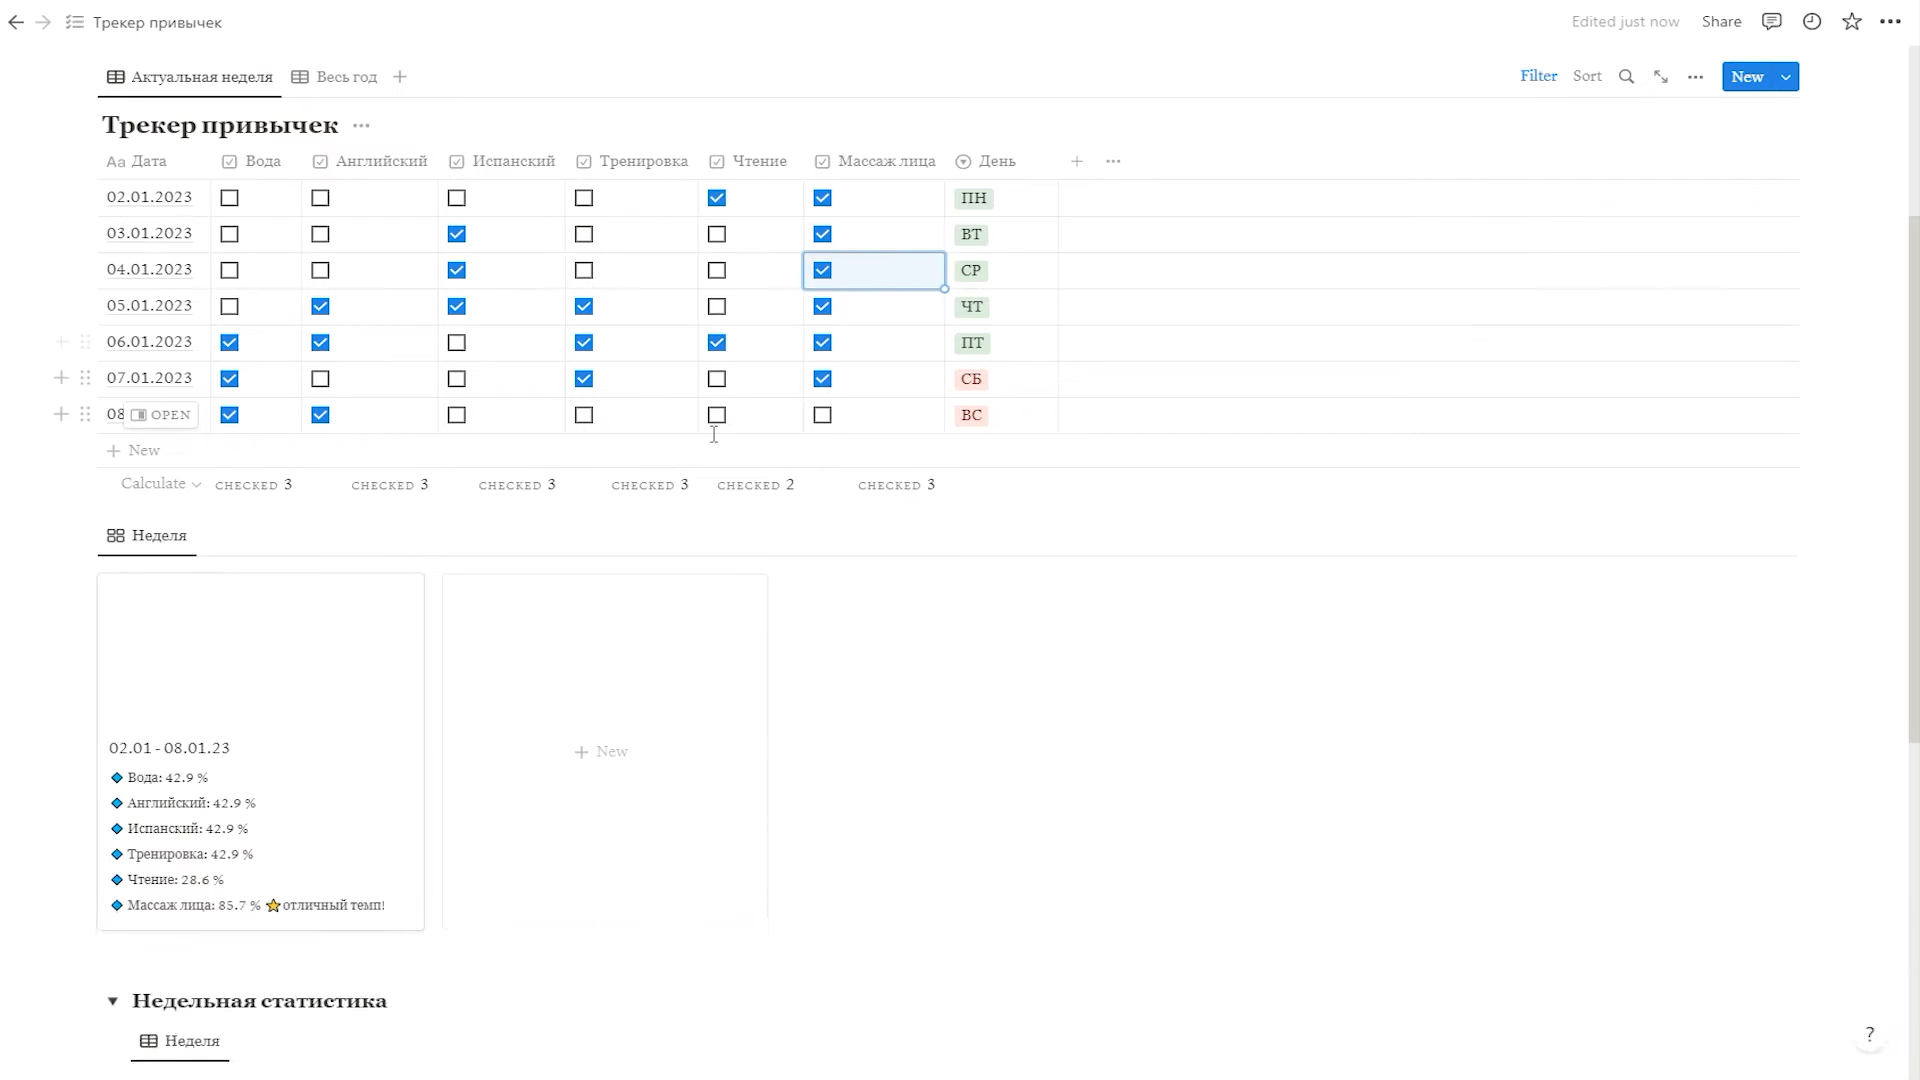 Трекер привычек
Edited just now Share
Актуальная неделя Весь год
Filter Sort New
Трекер привычек
Aa Дата Вода Английский Испанский Тренировка Чтение Массаж лица День
02.01.2023 ПН
03.01.2023 ВТ
04.01.2023 СР
05.01.2023 ЧТ
06.01.2023 ПТ
07.01.2023 СБ
08 OPEN ВС
New
Calculate CHECKED 3 CHECKED 3 CHECKED 3 CHECKED 3 CHECKED 2 CHECKED 3
Неделя
02.01 - 08.01.23
Вода: 42.9 %
Английский: 42.9 %
Испанский: 42.9 %
Тренировка: 42.9 %
Чтение: 28.6 %
Массаж лица: 85.7 % ⭐отличный темп!
New
Недельная статистика
Неделя
?